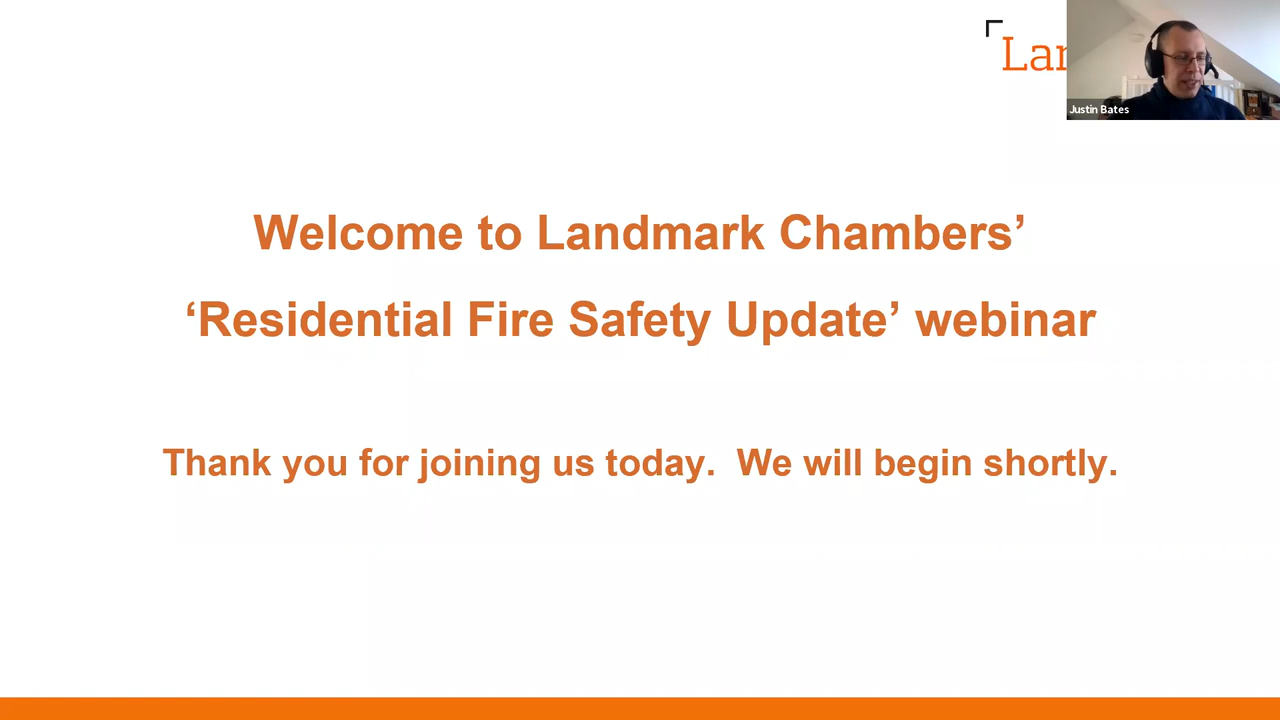 Lan
Justin Bates
Welcome to Landmark Chambers’
‘Residential Fire Safety Update’ webinar
Thank you for joining us today. We will begin shortly.